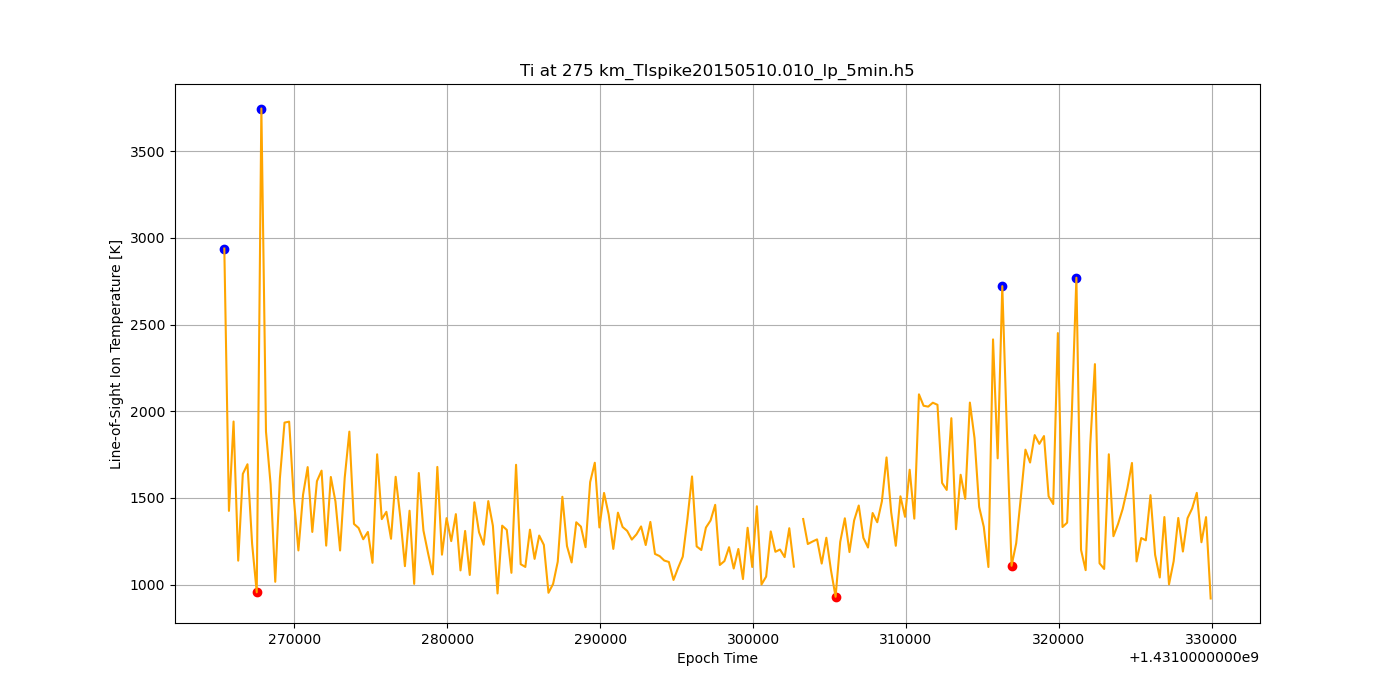 Ti at 275 km_TIspike20150510.010_lp_5min.h5
Line-of-Sight Ion Temperature [K]
3500
3000
2500
2000
1500
1000
270000 280000 290000 300000 310000 320000 330000
Epoch Time
+1.4310000000e9